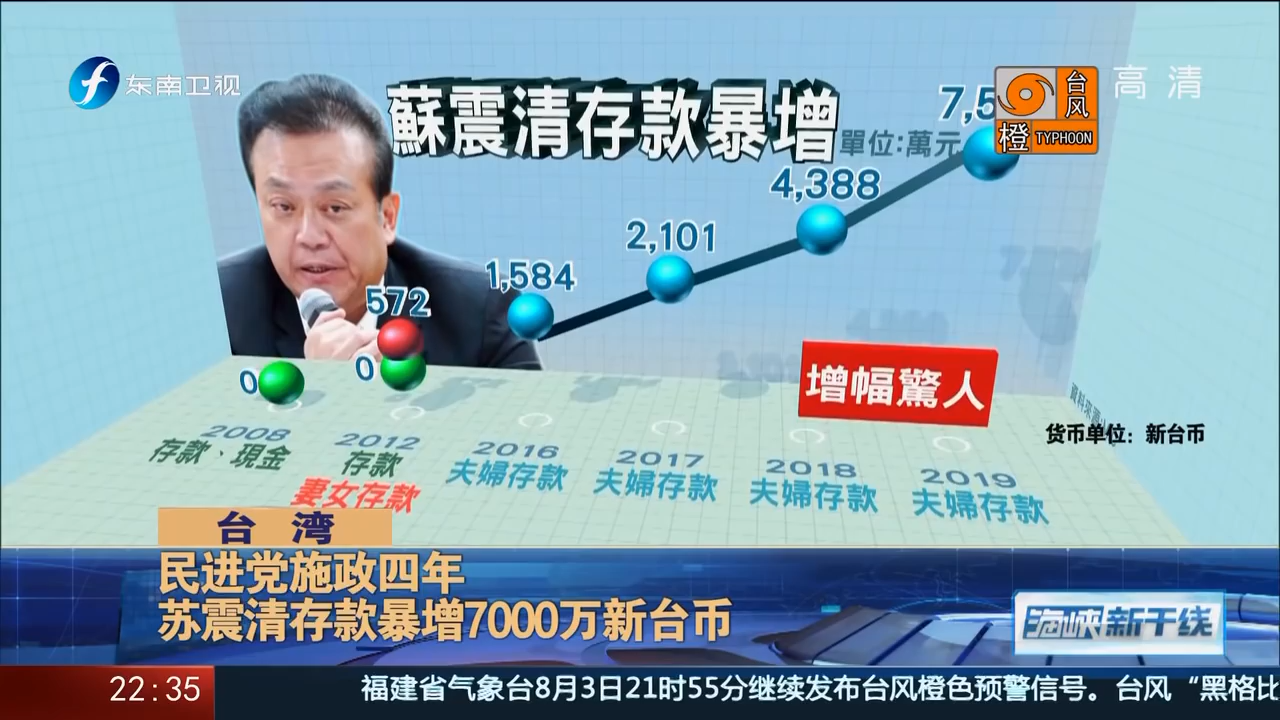 东南卫视
蘇震清存款暴增
單位:萬元
台风
橙 TYPHOON
高清
7,5
4,388
2,101
1,584
572
0
0
增幅驚人
货币单位：新台币
2008
存款、現金
2012
存款
妻女存款
2016
夫婦存款
2017
夫婦存款
2018
夫婦存款
2019
夫婦存款
台湾
民进党施政四年
苏震清存款暴增7000万新台币
海峡新干线
22:35
福建省气象台8月3日21时55分继续发布台风橙色预警信号。台风“黑格比